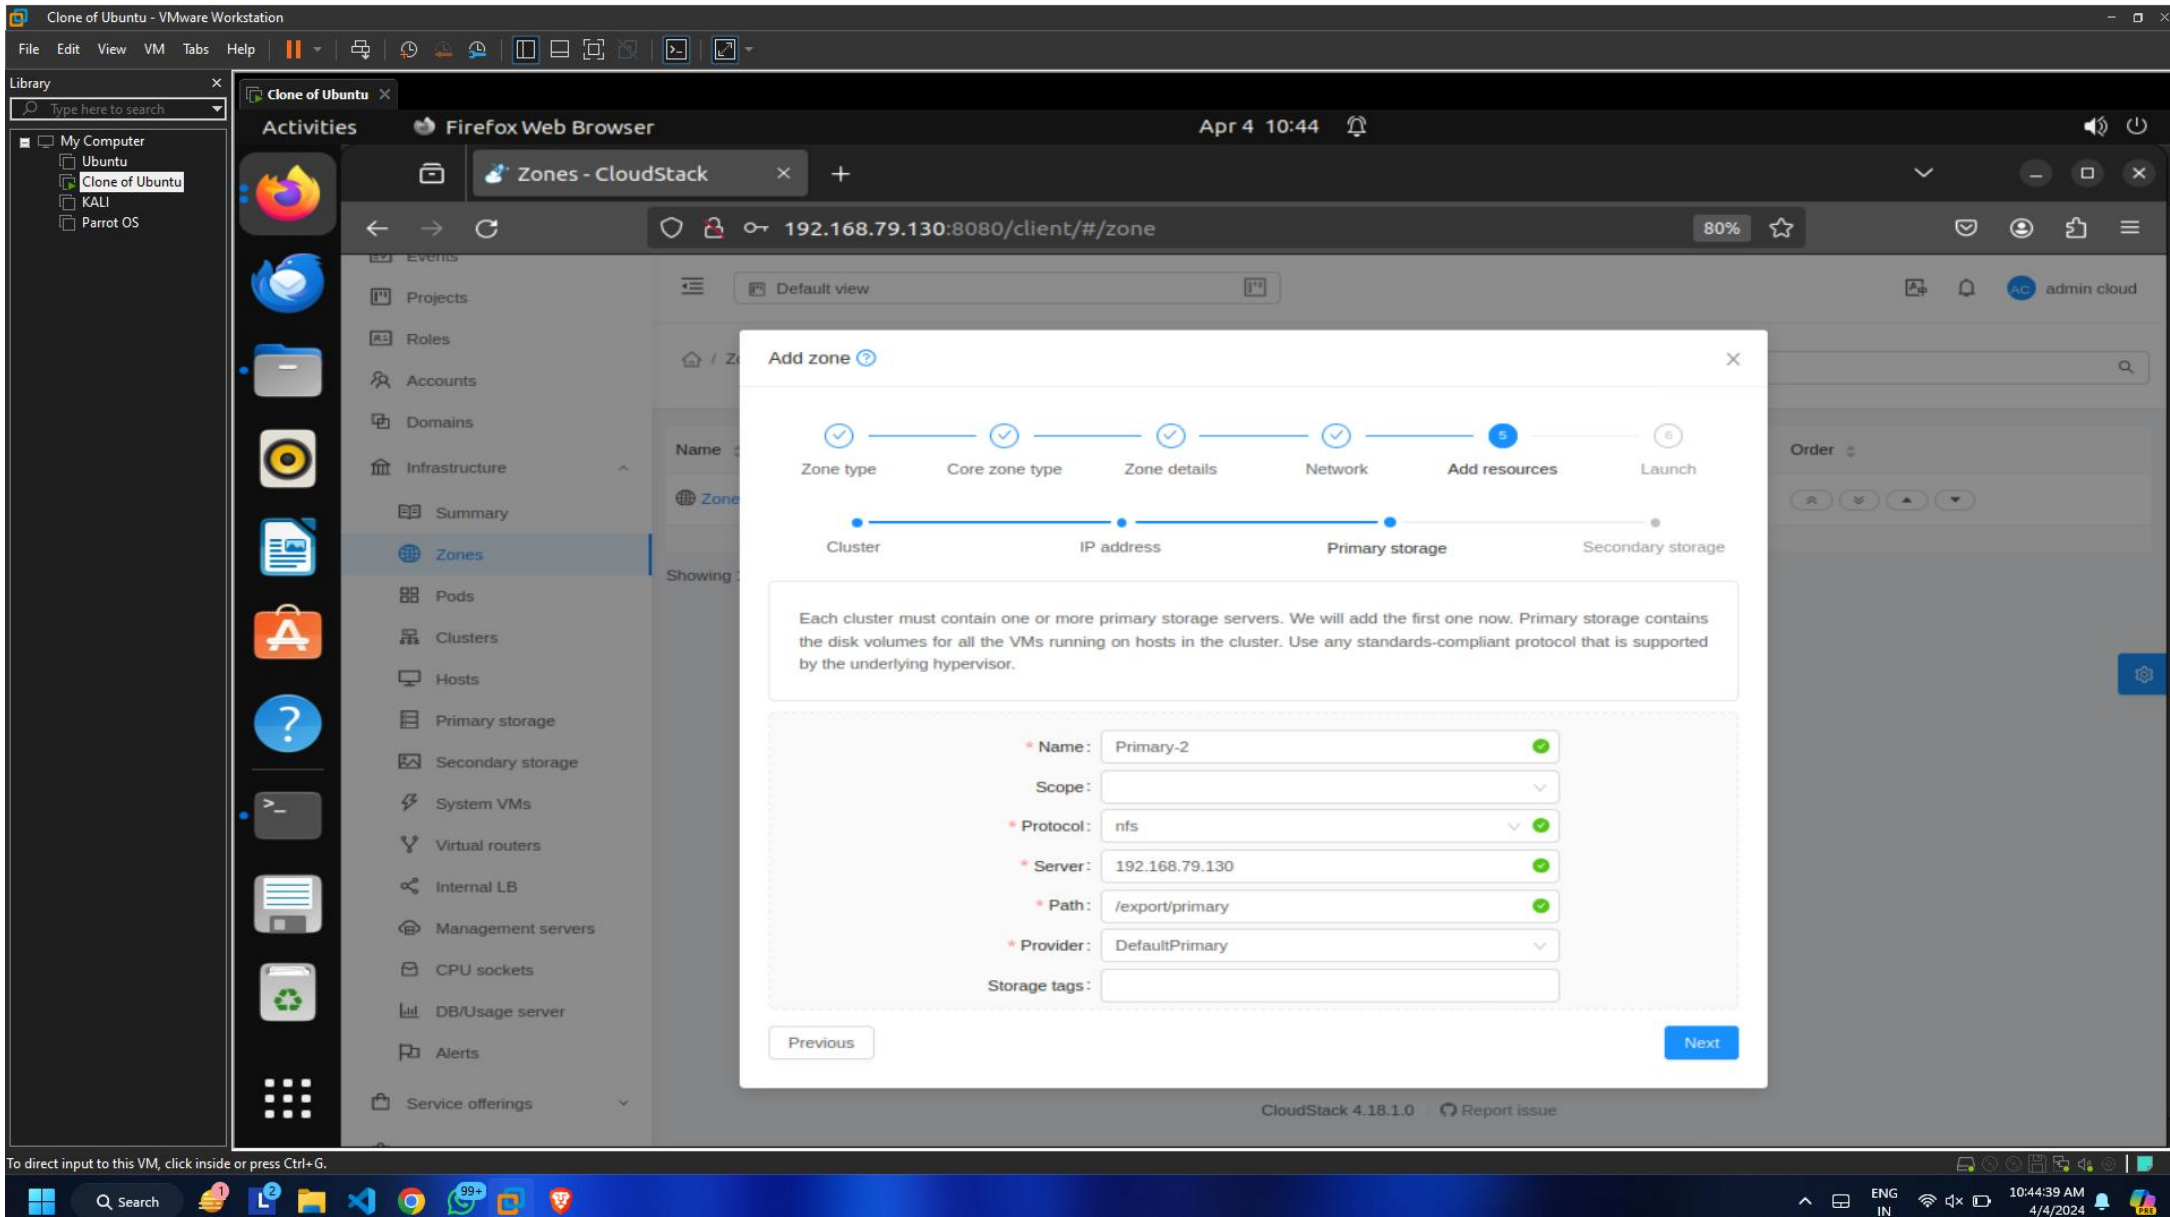 Clone of Ubuntu - VMware Workstation
File Edit View VM Tabs Help
Library
Type here to search
My Computer
Ubuntu
Clone of Ubuntu
KALI
Parrot OS
Clone of Ubuntu
Activities Firefox Web Browser Apr 4 10:44
Zones - CloudStack
192.168.79.130:8080/client/#/zone 80%
Events
Projects
Roles
Accounts
Domains
Infrastructure
Summary
Zones
Pods
Clusters
Hosts
Primary storage
Secondary storage
System VMs
Virtual routers
Internal LB
Management servers
CPU sockets
DB/Usage server
Alerts
Service offerings
Default view
AC admin cloud
Name Order
Zone
Showing
Add zone
5 6
Zone type Core zone type Zone details Network Add resources Launch
Cluster IP address Primary storage Secondary storage
Each cluster must contain one or more primary storage servers. We will add the first one now. Primary storage contains
the disk volumes for all the VMs running on hosts in the cluster. Use any standards-compliant protocol that is supported
by the underlying hypervisor.
* Name : Primary-2
Scope :
* Protocol : nfs
* Server : 192.168.79.130
* Path : /export/primary
* Provider : DefaultPrimary
Storage tags :
Previous Next
CloudStack 4.18.1.0 Report issue
To direct input to this VM, click inside or press Ctrl+G.
Search 1 2 99+ ENG 10:44:39 AM
IN 4/4/2024 PRE